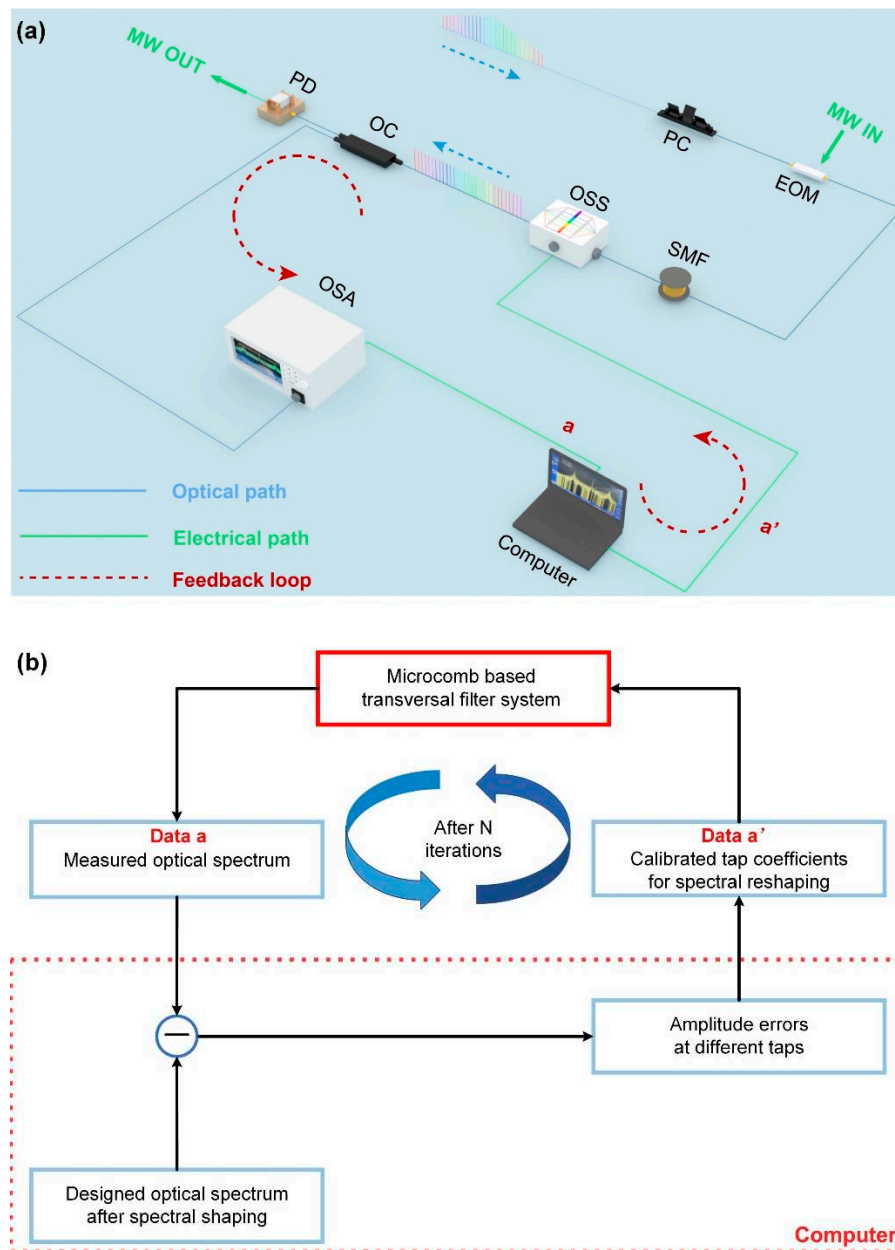 (a)
MW OUT
PD
OC
PC
MW IN
EOM
OSS
SMF
OSA
a
a'
Computer
Optical path
Electrical path
Feedback loop
(b)
Microcomb based
transversal filter system
Data a
Measured optical spectrum
After N
iterations
Data a'
Calibrated tap coefficients
for spectral reshaping
Amplitude errors
at different taps
Designed optical spectrum
after spectral shaping
Computer